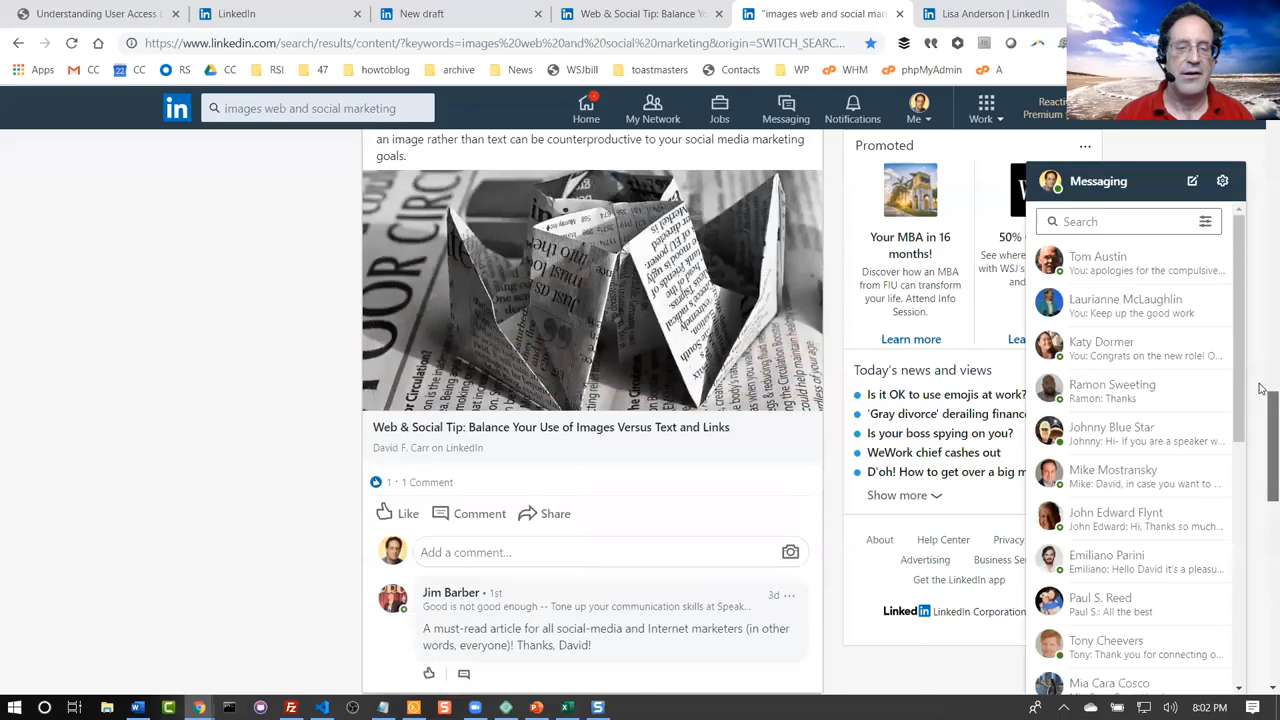 Understanding User Access L
LinkedIn
New draft
Web & Social Tip: Balance Your
"images web and social mar
Lisa Anderson | LinkedIn
https://www.linkedin.com/search/results/content/?keywords=images%20web%20and%20social%20marketing&origin=SWITCH_SEARC...
Apps
CC
CC
RS
CC
RSI
47
howtoblog
archive
News
WSJbill
toastmasters
Contacts
WP
WHM
phpMyAdmin
A
in
images web and social marketing
Home
My Network
Jobs
Messaging
Notifications
Me
Work
Reacti
Premium
an image rather than text can be counterproductive to your social media marketing
goals.
Web & Social Tip: Balance Your Use of Images Versus Text and Links
David F. Carr on LinkedIn
1 · 1 Comment
Like
Comment
Share
Add a comment...
Jim Barber • 1st
3d ...
Good is not good enough -- Tone up your communication skills at Speak...
A must-read article for all social-media and Internet marketers (in other
words, everyone)! Thanks, David!
Promoted
...
Your MBA in 16
months!
Discover how an MBA
from FIU can transform
your life. Attend Info
Session.
Learn more
50%
See where
with WSJ's
an
Lea
Today's news and views
Is it OK to use emojis at work?
'Gray divorce' derailing finance
Is your boss spying on you?
WeWork chief cashes out
D'oh! How to get over a big m
Show more
About
Help Center
Privacy
Advertising
Business Se
Get the LinkedIn app
Linkedin LinkedIn Corporation
Messaging
Search
Tom Austin
You: apologies for the compulsive...
Laurianne McLaughlin
You: Keep up the good work
Katy Dormer
You: Congrats on the new role! O...
Ramon Sweeting
Ramon: Thanks
Johnny Blue Star
Johnny: Hi- If you are a speaker w...
Mike Mostransky
Mike: David, in case you want to ...
John Edward Flynt
John Edward: Hi, Thanks so much...
Emiliano Parini
Emiliano: Hello David it's a pleasu...
Paul S. Reed
Paul S.: All the best
Tony Cheevers
Tony: Thank you for connecting o...
Mia Cara Cosco
8:02 PM